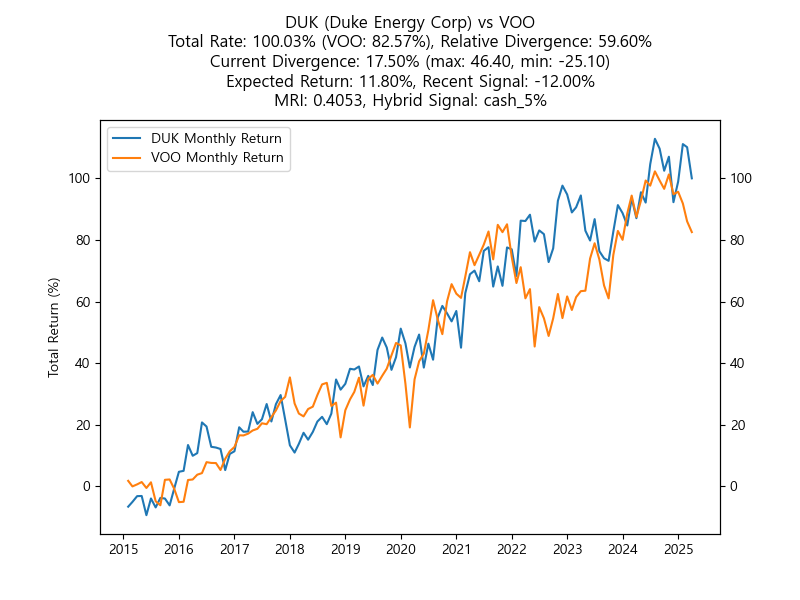 DUK (Duke Energy Corp) vs VOO
Total Rate: 100.03% (VOO: 82.57%), Relative Divergence: 59.60%
Current Divergence: 17.50% (max: 46.40, min: -25.10)
Expected Return: 11.80%, Recent Signal: -12.00%
MRI: 0.4053, Hybrid Signal: cash_5%
DUK Monthly Return
VOO Monthly Return
Total Return (%)
100
80
60
40
20
0
100
80
60
40
20
0
2015 2016 2017 2018 2019 2020 2021 2022 2023 2024 2025